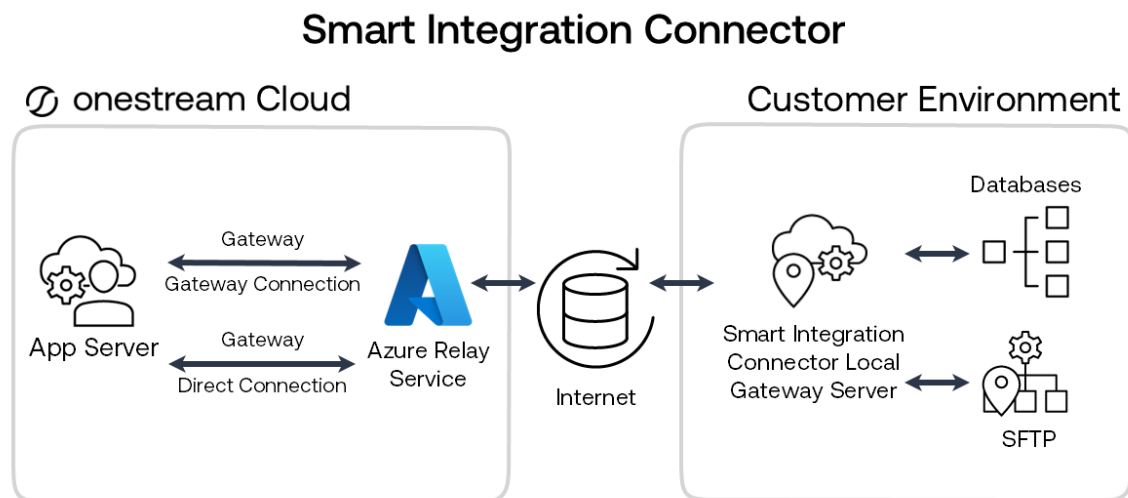 Smart Integration Connector
onestream Cloud
Customer Environment
Gateway
Gateway Connection
App Server
Gateway
Direct Connection
Azure Relay
Service
Internet
Smart Integration
Connector Local
Gateway Server
Databases
SFTP